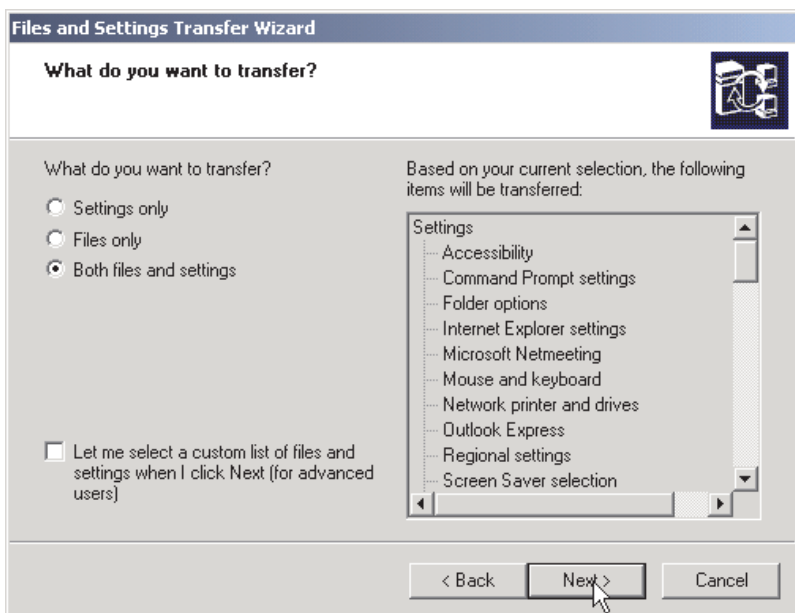 Files and Settings Transfer Wizard
What do you want to transfer?
What do you want to transfer?
Settings only
Files only
Both files and settings
Let me select a custom list of files and
settings when I click Next (for advanced
users)
Based on your current selection, the following
items will be transferred:
Settings
Accessibility
Command Prompt settings
Folder options
Internet Explorer settings
Microsoft Netmeeting
Mouse and keyboard
Network printer and drives
Outlook Express
Regional settings
Screen Saver selection
< Back
Next >
Cancel